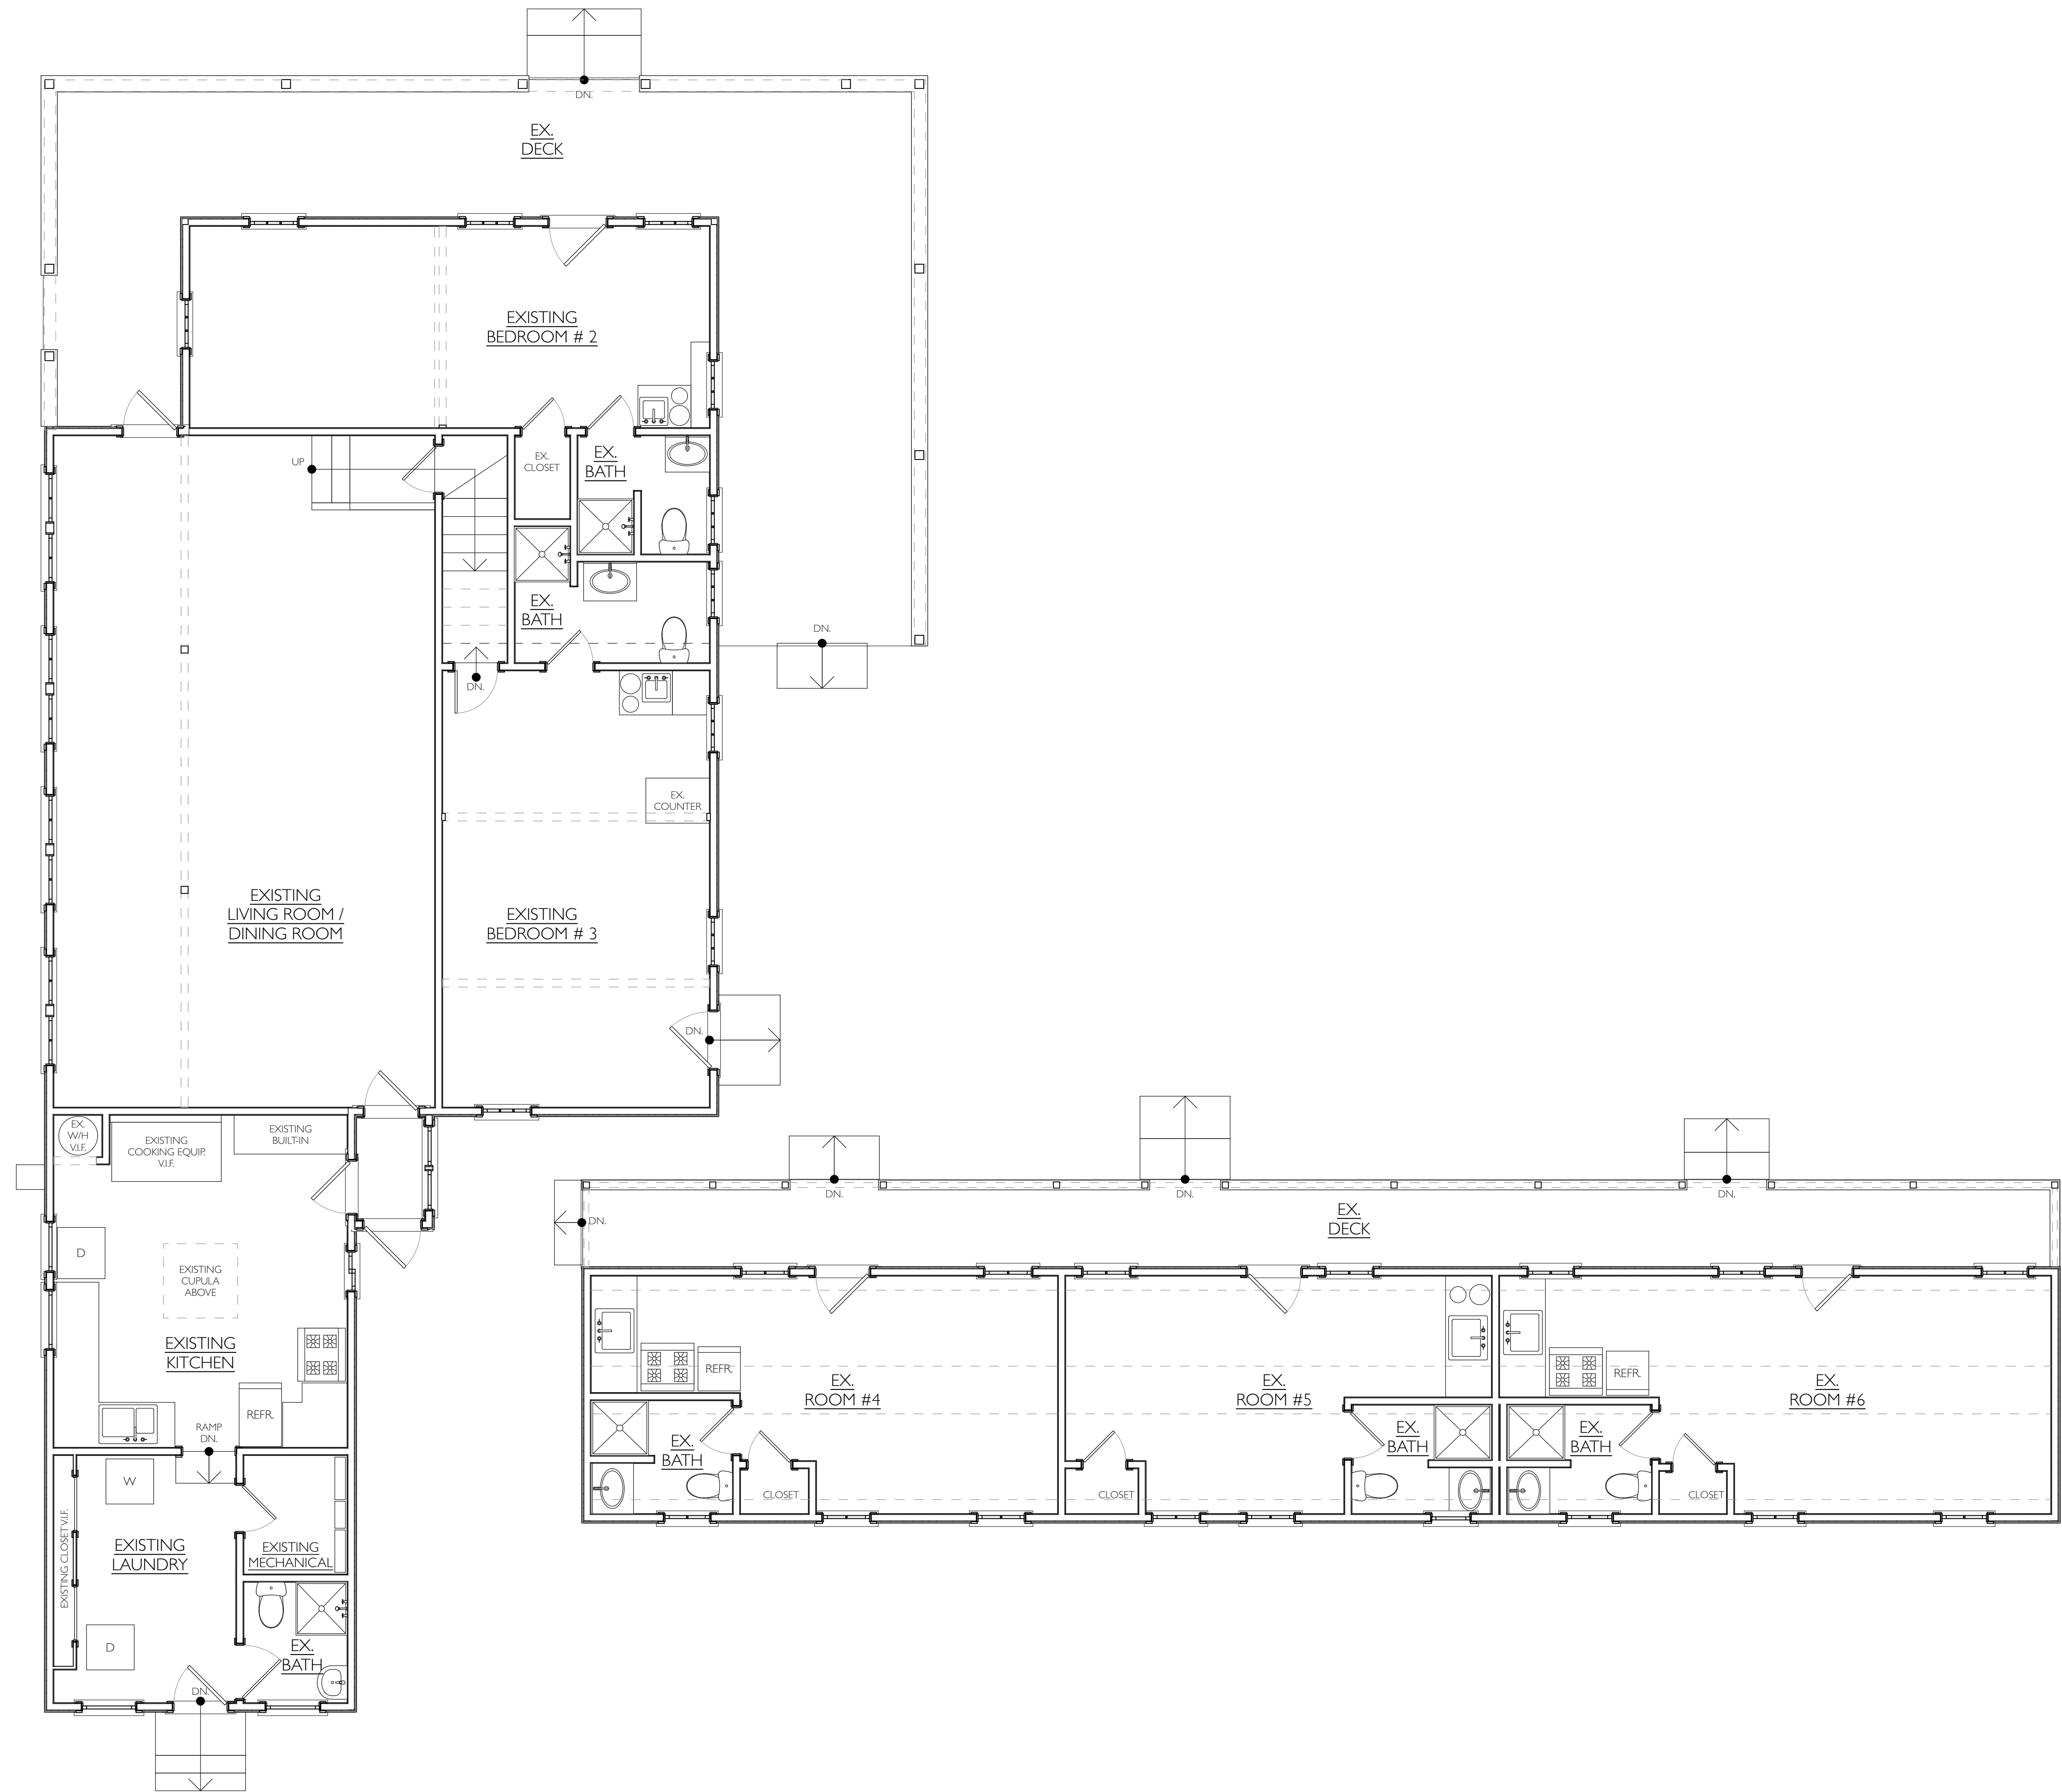 DN.
EX.
DECK
EXISTING
BEDROOM # 2
UP
EX.
CLOSET
EX.
BATH
EX.
BATH
DN.
DN.
EX.
COUNTER
EXISTING
LIVING ROOM /
DINING ROOM
EXISTING
BEDROOM # 3
DN.
EX.
W/H
V.I.F.
EXISTING
COOKING EQUIP.
V.I.F.
EXISTING
BUILT-IN
D
EXISTING
CUPULA
ABOVE
EXISTING
KITCHEN
REFR.
RAMP
DN.
W
EXISTING CLOSET V.I.F.
EXISTING
LAUNDRY
EXISTING
MECHANICAL
D
EX.
BATH
DN.
DN.
DN.
DN.
DN.
EX.
DECK
REFR.
EX.
ROOM #4
EX.
BATH
CLOSET
EX.
ROOM #5
CLOSET
EX.
BATH
REFR.
EX.
ROOM #6
EX.
BATH
CLOSET